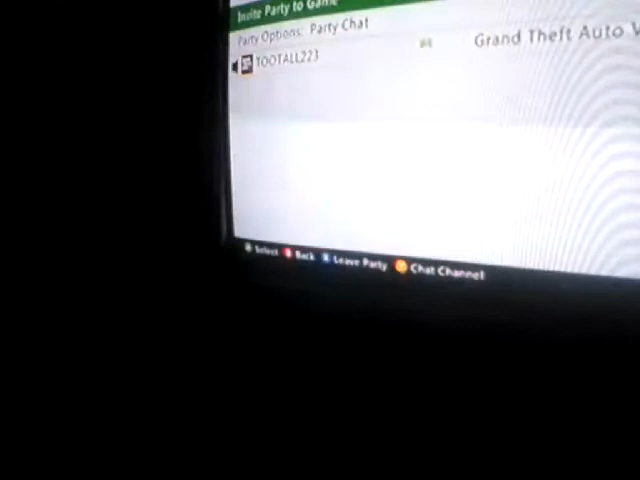 Invite Party to Game
Party Options: Party Chat
TOOTALL223 Grand Theft Auto V
Select Back X Leave Party Y Chat Channel